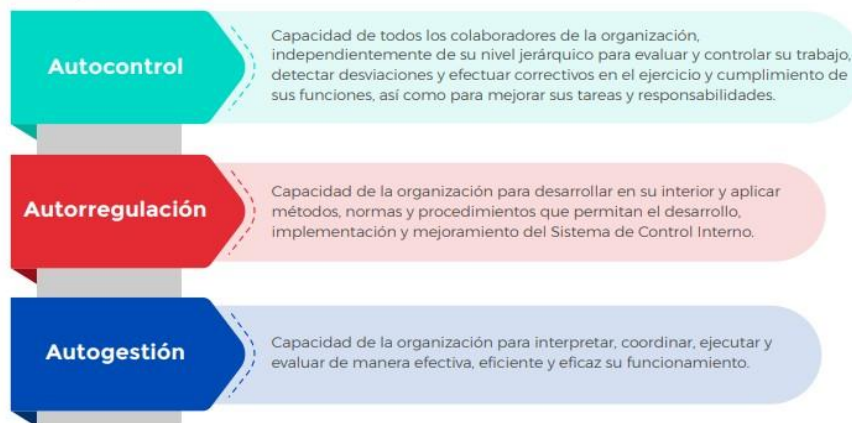 Autocontrol
Capacidad de todos los colaboradores de la organización,
independientemente de su nivel jerárquico para evaluar y controlar su trabajo,
detectar desviaciones y efectuar correctivos en el ejercicio y cumplimiento de
sus funciones, así como para mejorar sus tareas y responsabilidades.
Autorregulación
Capacidad de la organización para desarrollar en su interior y aplicar
métodos, normas y procedimientos que permitan el desarrollo,
implementación y mejoramiento del Sistema de Control Interno.
Autogestión
Capacidad de la organización para interpretar, coordinar, ejecutar y
evaluar de manera efectiva, eficiente y eficaz su funcionamiento.